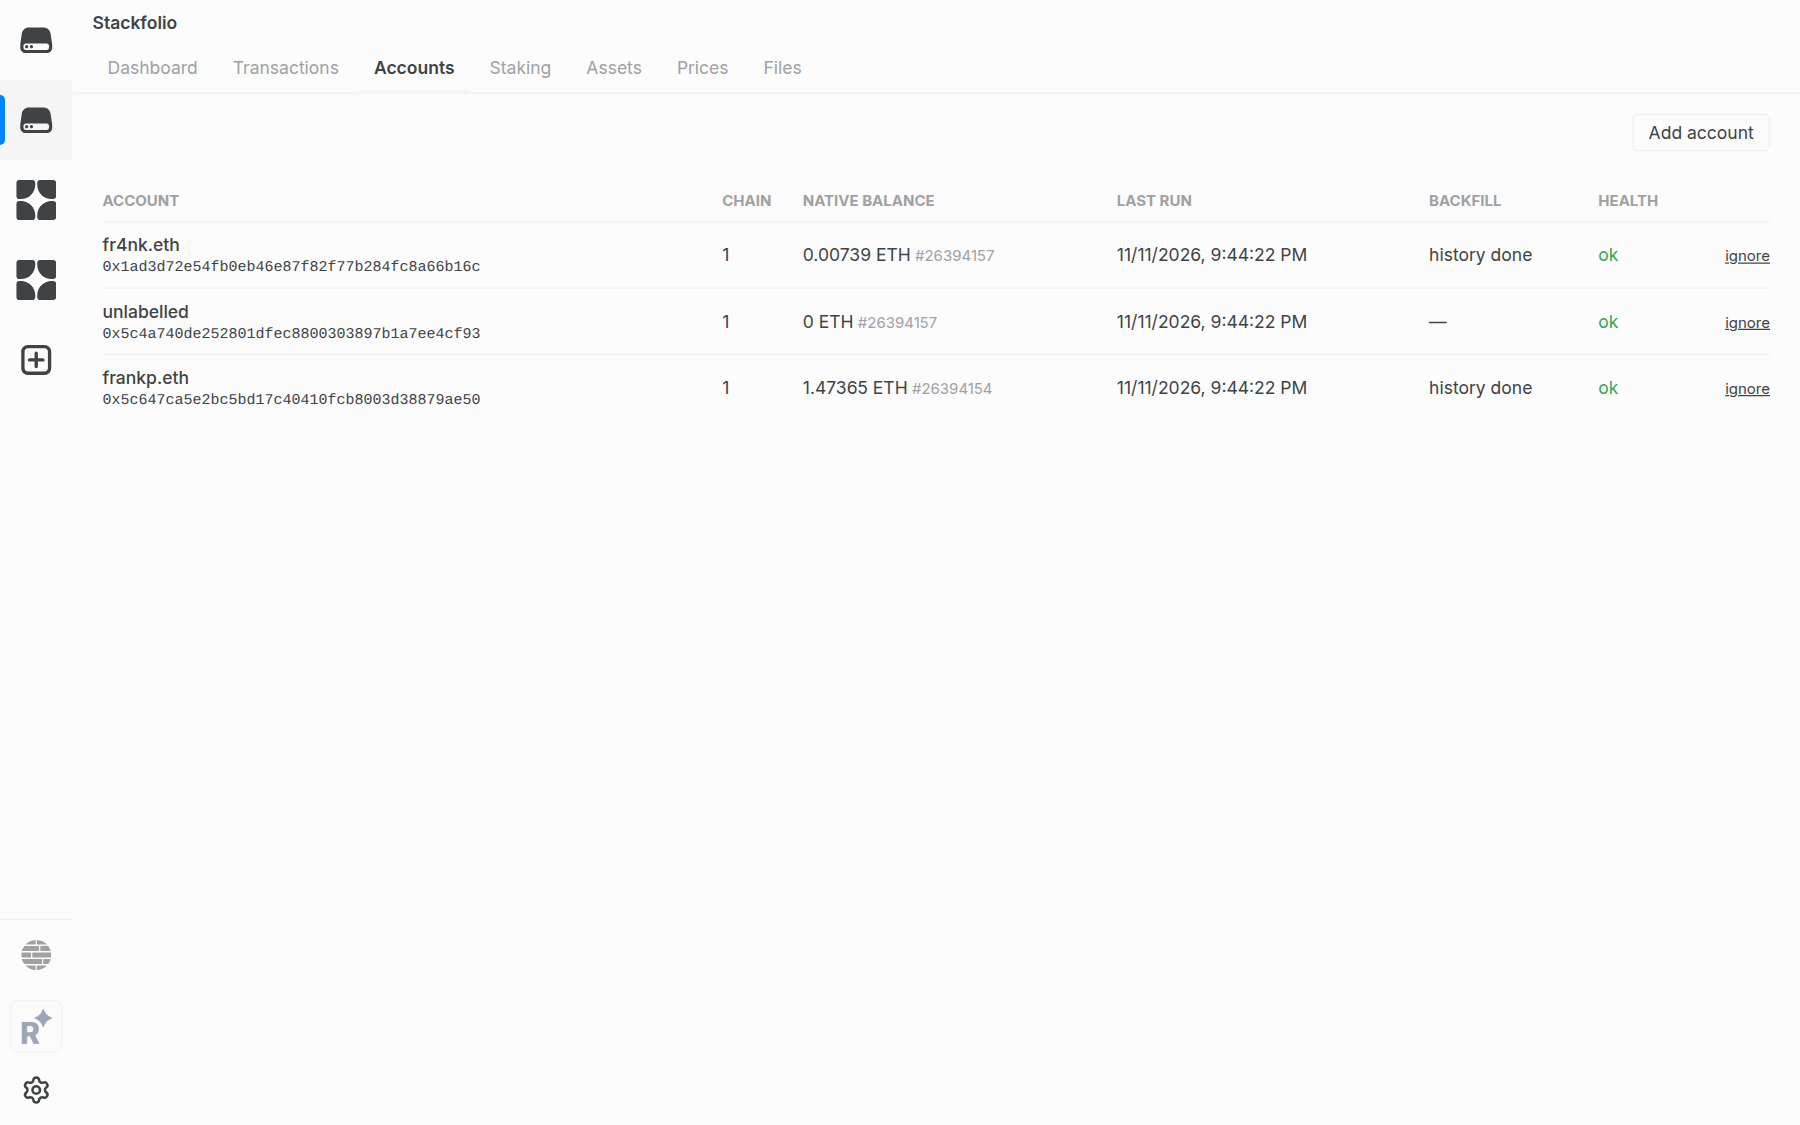 Stackfolio
Dashboard Transactions Accounts Staking Assets Prices Files
Add account
ACCOUNT CHAIN NATIVE BALANCE LAST RUN BACKFILL HEALTH
fr4nk.eth
0x1ad3d72e54fb0eb46e87f82f77b284fc8a66b16c
1 0.00739 ETH #26394157 11/11/2026, 9:44:22 PM history done ok ignore
unlabelled
0x5c4a740de252801dfec8800303897b1a7ee4cf93
1 0 ETH #26394157 11/11/2026, 9:44:22 PM — ok ignore
frankp.eth
0x5c647ca5e2bc5bd17c40410fcb8003d38879ae50
1 1.47365 ETH #26394154 11/11/2026, 9:44:22 PM history done ok ignore
R